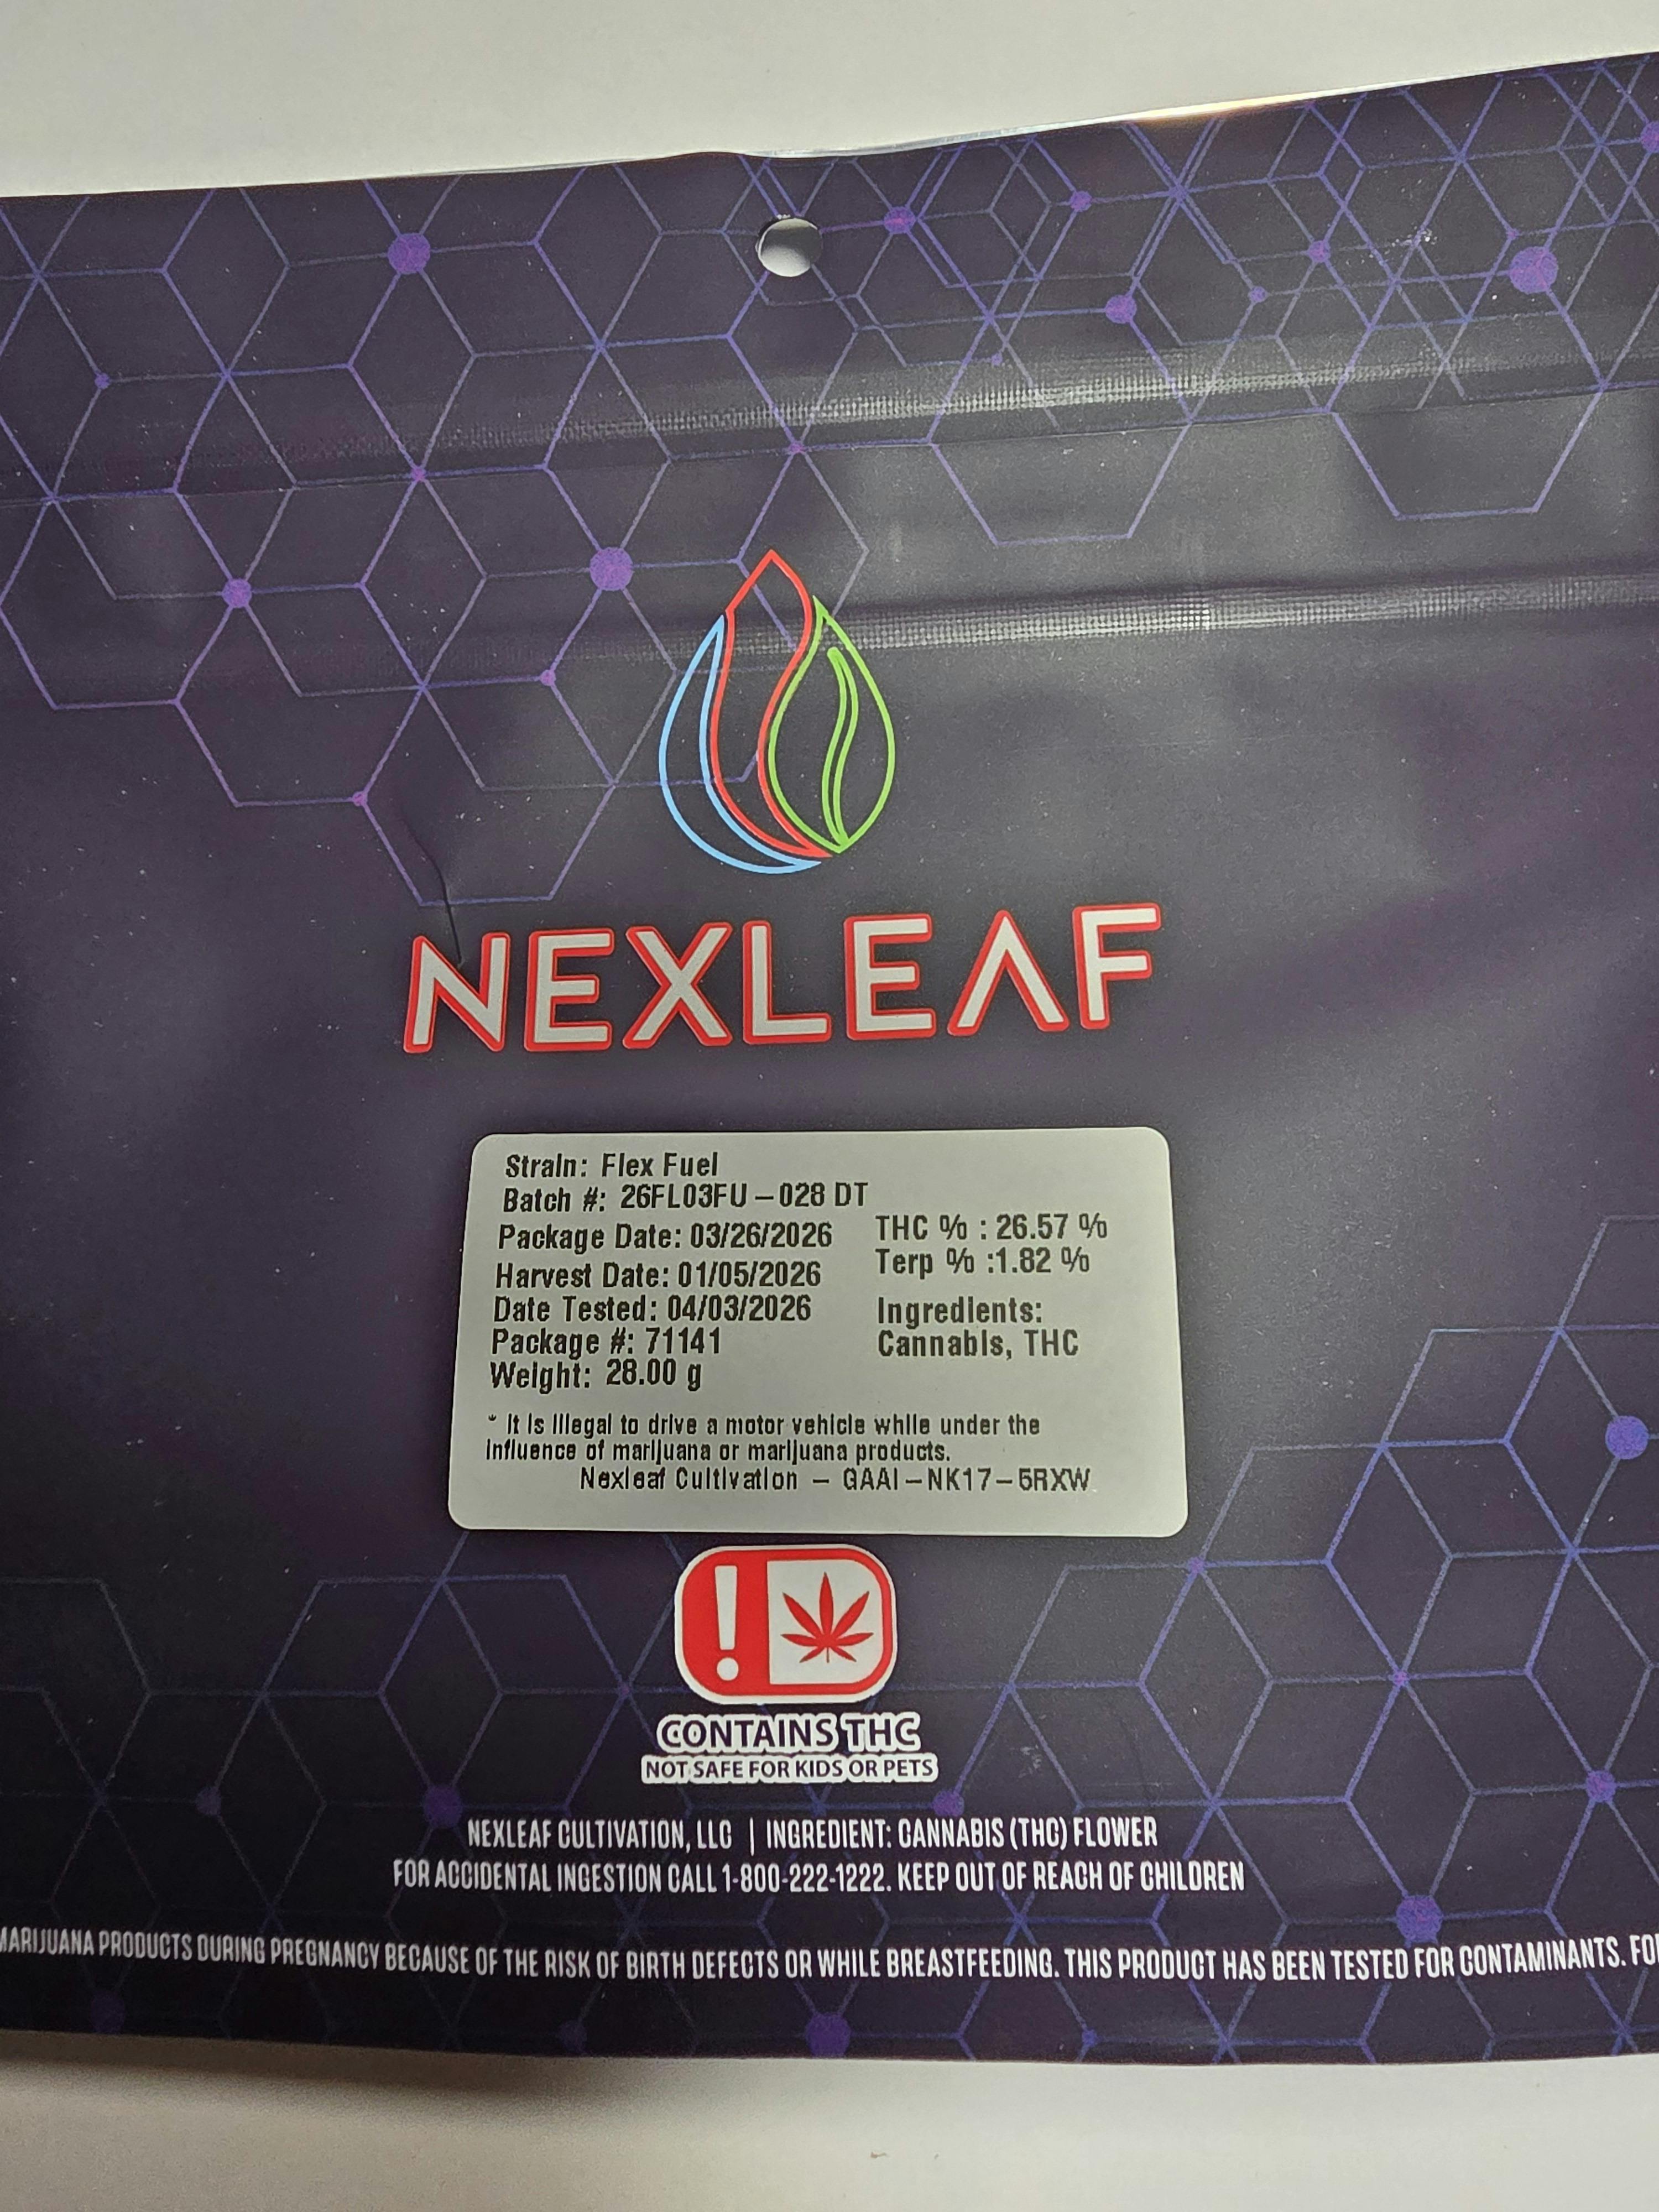 NEXLEAF
Strain: Flex Fuel
Batch #: 26FL03FU-028 DT
Package Date: 03/26/2026
Harvest Date: 01/05/2026
Date Tested: 04/03/2026
Package #: 71141
Weight: 28.00 g
THC % : 26.57 %
Terp % :1.82 %
Ingredients:
Cannabis, THC
* It is illegal to drive a motor vehicle while under the
influence of marijuana or marijuana products.
Nexleaf Cultivation - GAAI-NK17-5RXW
CONTAINS THC
NOT SAFE FOR KIDS OR PETS
NEXLEAF CULTIVATION, LLC | INGREDIENT: CANNABIS (THC) FLOWER
FOR ACCIDENTAL INGESTION CALL 1-800-222-1222. KEEP OUT OF REACH OF CHILDREN
MARIJUANA PRODUCTS DURING PREGNANCY BECAUSE OF THE RISK OF BIRTH DEFECTS OR WHILE BREASTFEEDING. THIS PRODUCT HAS BEEN TESTED FOR CONTAMINANTS.